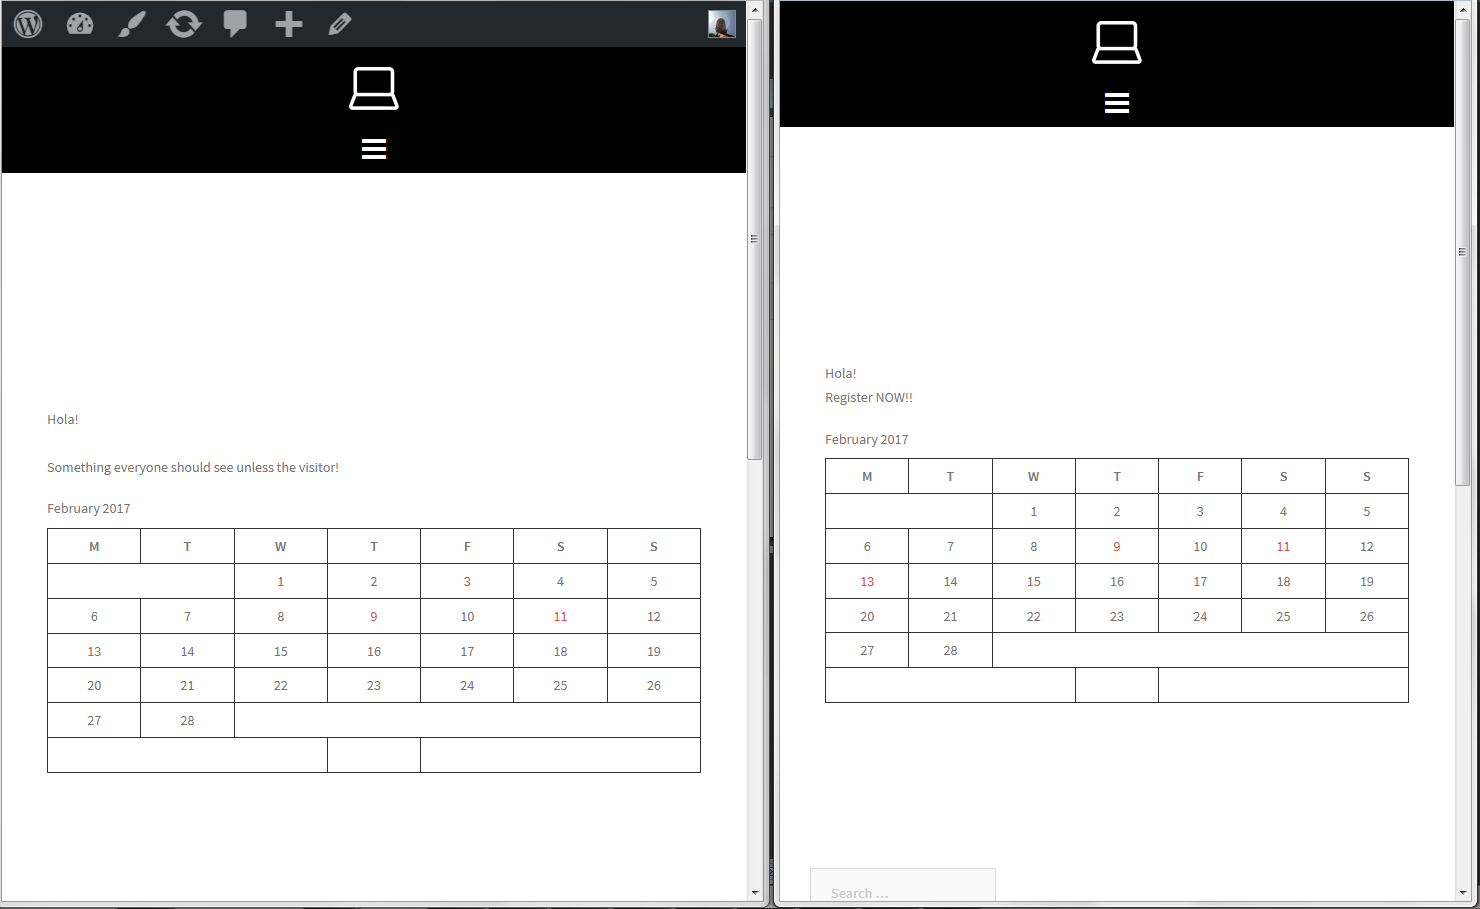 Hola!
Something everyone should see unless the visitor!
February 2017
M T W T F S S
1 2 3 4 5
6 7 8 9 10 11 12
13 14 15 16 17 18 19
20 21 22 23 24 25 26
27 28
Hola!
Register NOW!!
February 2017
M T W T F S S
1 2 3 4 5
6 7 8 9 10 11 12
13 14 15 16 17 18 19
20 21 22 23 24 25 26
27 28
Search ...